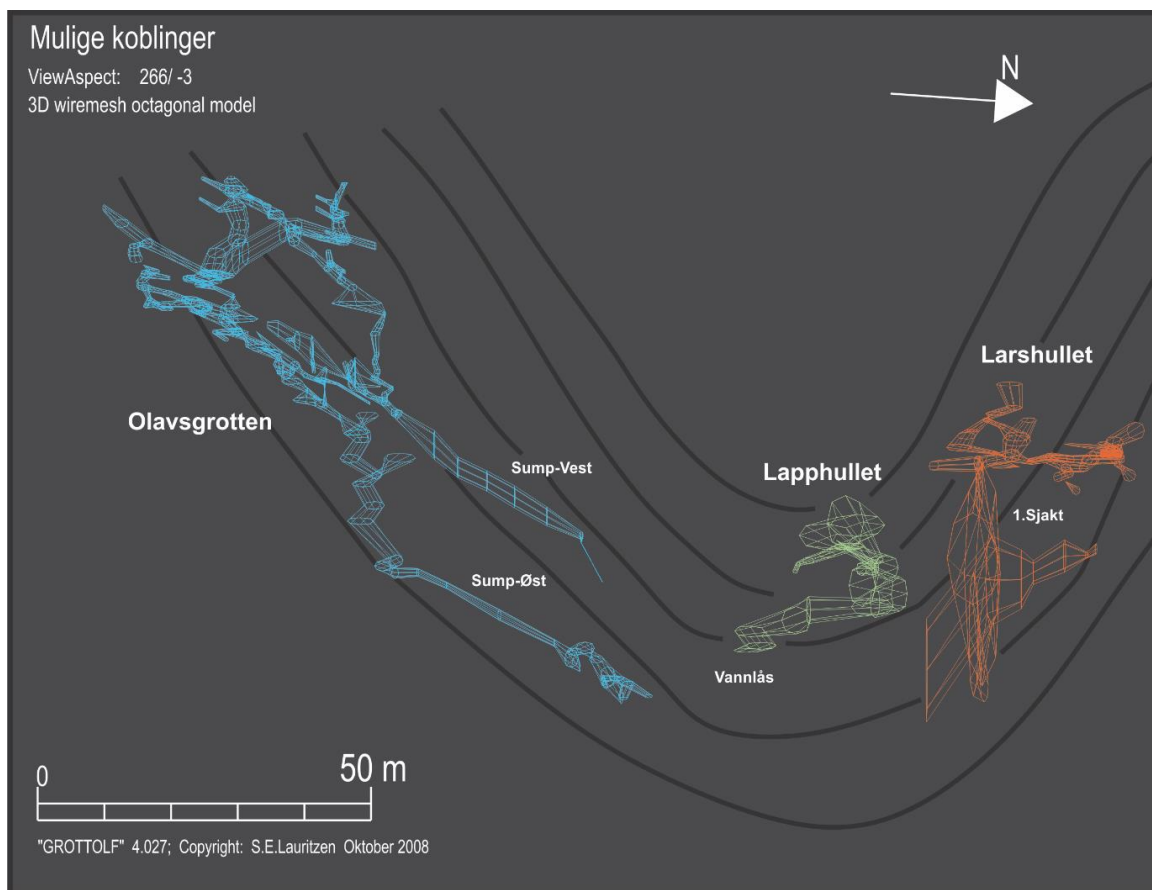 Mulige koblinger
ViewAspect: 266/ -3
3D wiremesh octagonal model
N
Larshullet
Olavsgrotten
Sump-Vest
Lapphullet
1.Sjakt
Sump-Øst
Vannlås
0 50 m
"GROTTOLF" 4.027; Copyright: S.E.Lauritzen Oktober 2008